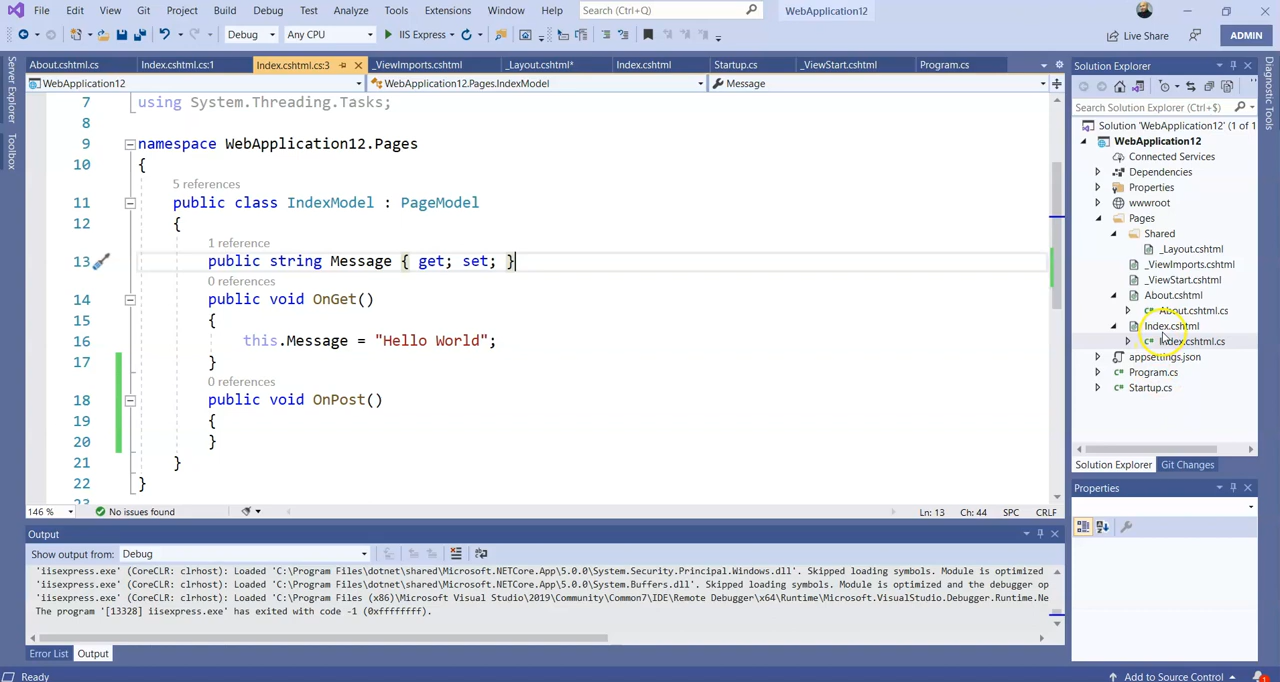 File Edit View Git Project Build Debug Test Analyze Tools Extensions Window Help Search (Ctrl+Q) WebApplication12
Debug Any CPU IIS Express Live Share ADMIN
About.cshtml.cs Index.cshtml.cs:1 Index.cshtml.cs:3 _ViewImports.cshtml _Layout.cshtml* Index.cshtml Startup.cs _ViewStart.cshtml Program.cs
WebApplication12 WebApplication12.Pages.IndexModel Message
Server Explorer
Toolbox
7 using System.Threading.Tasks;
8
9 namespace WebApplication12.Pages
10 {
5 references
11 public class IndexModel : PageModel
12 {
1 reference
13 public string Message { get; set; }
0 references
14 public void OnGet()
15 {
16 this.Message = "Hello World";
17 }
0 references
18 public void OnPost()
19 {
20 }
21 }
22 }
23
146 % No issues found Ln: 13 Ch: 44 SPC CRLF
Output
Show output from: Debug
'iisexpress.exe' (CoreCLR: clrhost): Loaded 'C:\Program Files\dotnet\shared\Microsoft.NETCore.App\5.0.0\System.Security.Principal.Windows.dll'. Skipped loading symbols. Module is optimized
'iisexpress.exe' (CoreCLR: clrhost): Loaded 'C:\Program Files\dotnet\shared\Microsoft.NETCore.App\5.0.0\System.Buffers.dll'. Skipped loading symbols. Module is optimized and the debugger op
'iisexpress.exe' (CoreCLR: clrhost): Loaded 'C:\Program Files (x86)\Microsoft Visual Studio\2019\Community\Common7\IDE\Remote Debugger\x64\Runtime\Microsoft.VisualStudio.Debugger.Runtime.Ne
The program '[13328] iisexpress.exe' has exited with code -1 (0xffffffff).
Error List Output
Solution Explorer
Search Solution Explorer (Ctrl+$)
Solution 'WebApplication12' (1 of 1
WebApplication12
Connected Services
Dependencies
Properties
wwwroot
Pages
Shared
_Layout.cshtml
_ViewImports.cshtml
_ViewStart.cshtml
About.cshtml
C# About.cshtml.cs
Index.cshtml
C# Index.cshtml.cs
appsettings.json
C# Program.cs
C# Startup.cs
Solution Explorer Git Changes
Properties
Diagnostic Tools
Ready Add to Source Control 1